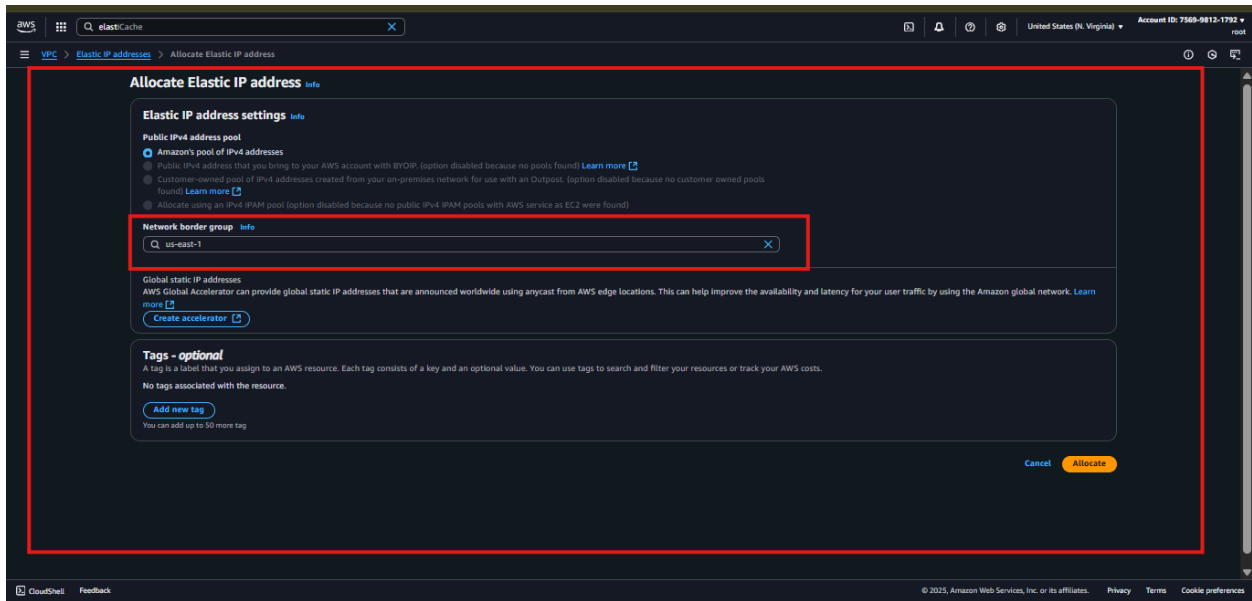 aws
elastiCache
United States (N. Virginia)
Account ID: 7569-9812-1792
root
VPC > Elastic IP addresses > Allocate Elastic IP address
Allocate Elastic IP address Info
Elastic IP address settings Info
Public IPv4 address pool
Amazon's pool of IPv4 addresses
Public IPv4 address that you bring to your AWS account with BYOIP. (option disabled because no pools found) Learn more
Customer-owned pool of IPv4 addresses created from your on-premises network for use with an Outpost. (option disabled because no customer owned pools
found) Learn more
Allocate using an IPv4 IPAM pool (option disabled because no public IPv4 IPAM pools with AWS service as EC2 were found)
Network border group Info
us-east-1
Global static IP addresses
AWS Global Accelerator can provide global static IP addresses that are announced worldwide using anycast from AWS edge locations. This can help improve the availability and latency for your user traffic by using the Amazon global network. Learn
more
Create accelerator
Tags - optional
A tag is a label that you assign to an AWS resource. Each tag consists of a key and an optional value. You can use tags to search and filter your resources or track your AWS costs.
No tags associated with the resource.
Add new tag
You can add up to 50 more tag
Cancel Allocate
CloudShell Feedback © 2025, Amazon Web Services, Inc. or its affiliates. Privacy Terms Cookie preferences